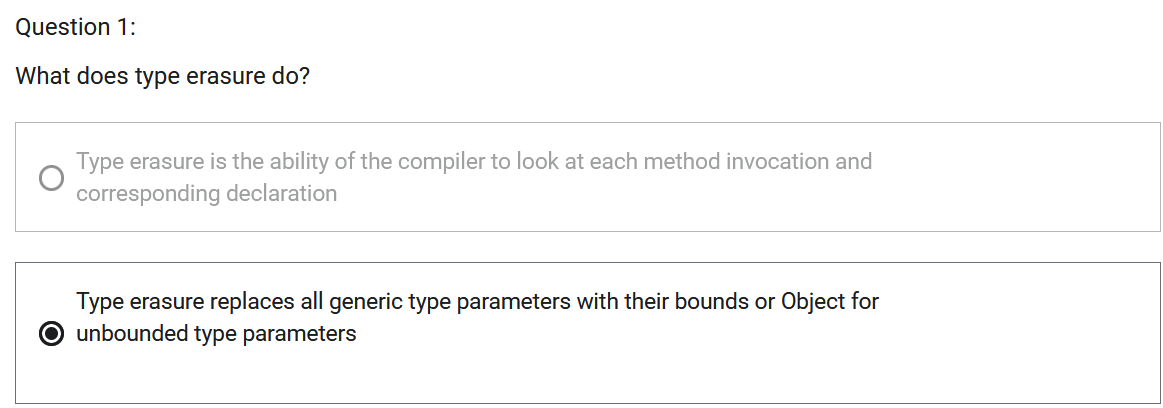 Question 1:
What does type erasure do?
Type erasure is the ability of the compiler to look at each method invocation and
corresponding declaration
Type erasure replaces all generic type parameters with their bounds or Object for
unbounded type parameters